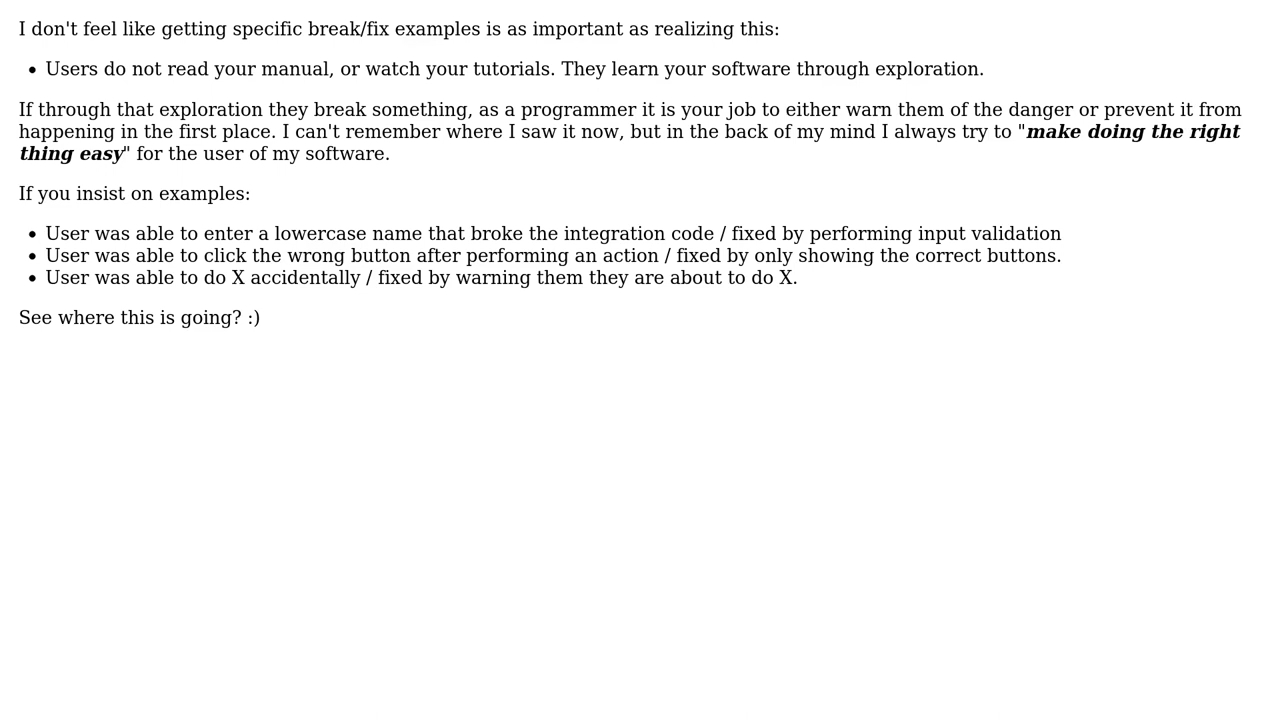 I don't feel like getting specific break/fix examples is as important as realizing this:
• Users do not read your manual, or watch your tutorials. They learn your software through exploration.
If through that exploration they break something, as a programmer it is your job to either warn them of the danger or prevent it from
happening in the first place. I can't remember where I saw it now, but in the back of my mind I always try to "make doing the right
thing easy" for the user of my software.
If you insist on examples:
• User was able to enter a lowercase name that broke the integration code / fixed by performing input validation
• User was able to click the wrong button after performing an action / fixed by only showing the correct buttons.
• User was able to do X accidentally / fixed by warning them they are about to do X.
See where this is going? :)